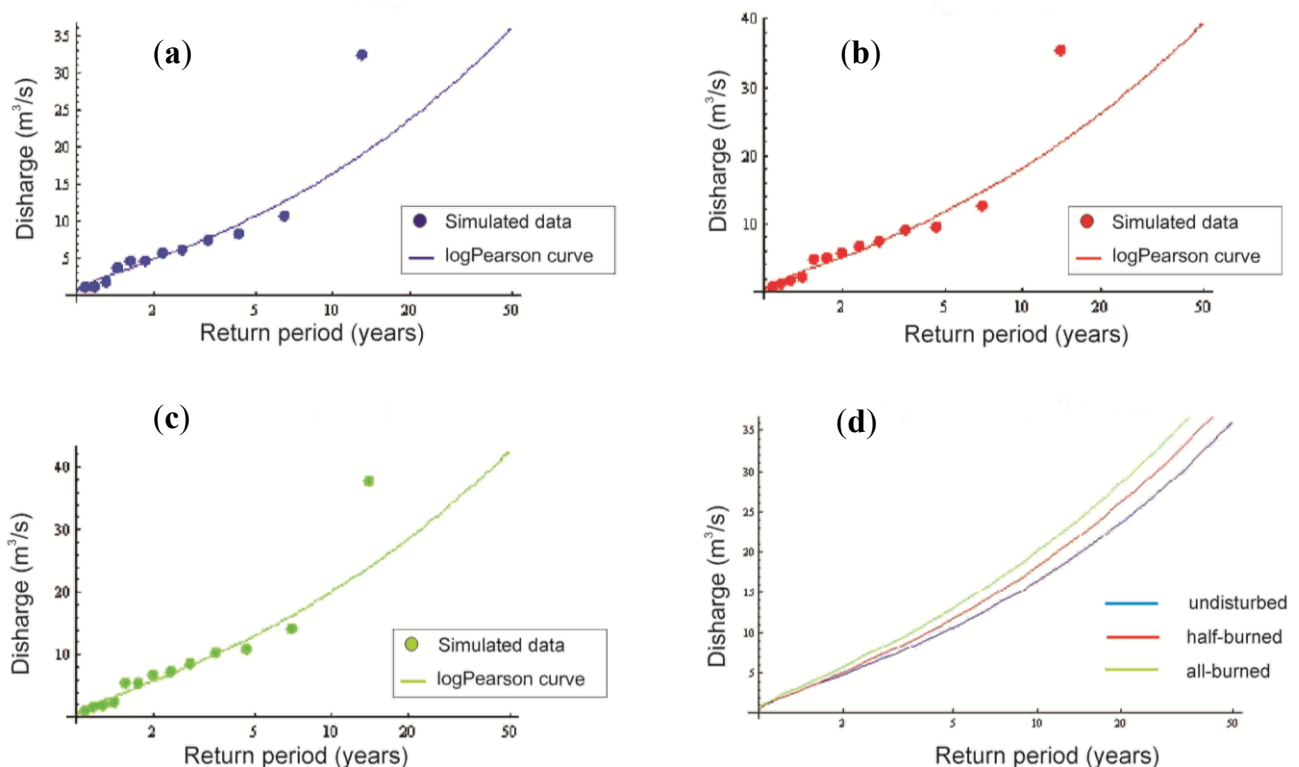 (a)
Disharge (m³/s)
35
30
25
20
15
10
5
2
5
10
20
50
Return period (years)
Simulated data
logPearson curve
(b)
Disharge (m³/s)
40
30
20
10
0
2
5
10
20
50
Return period (years)
Simulated data
logPearson curve
(c)
Disharge (m³/s)
40
30
20
10
0
2
5
10
20
50
Return period (years)
Simulated data
logPearson curve
(d)
Disharge (m³/s)
35
30
25
20
15
10
5
2
5
10
20
50
Return period (years)
undisturbed
half-burned
all-burned